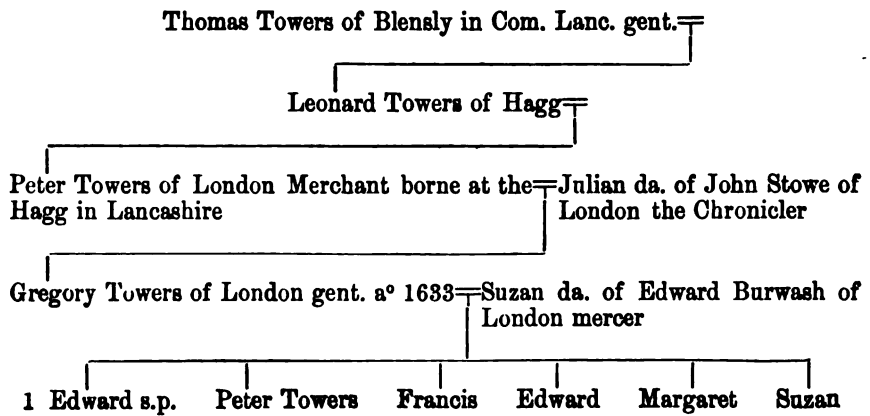 Thomas Towers of Blensly in Com. Lanc. gent.
Leonard Towers of Hagg
Peter Towers of London Merchant borne at the Hagg in Lancashire
Julian da. of John Stowe of London the Chronicler
Gregory Towers of London gent. a° 1633
Suzan da. of Edward Burwash of London mercer
1 Edward s.p. Peter Towers Francis Edward Margaret Suzan